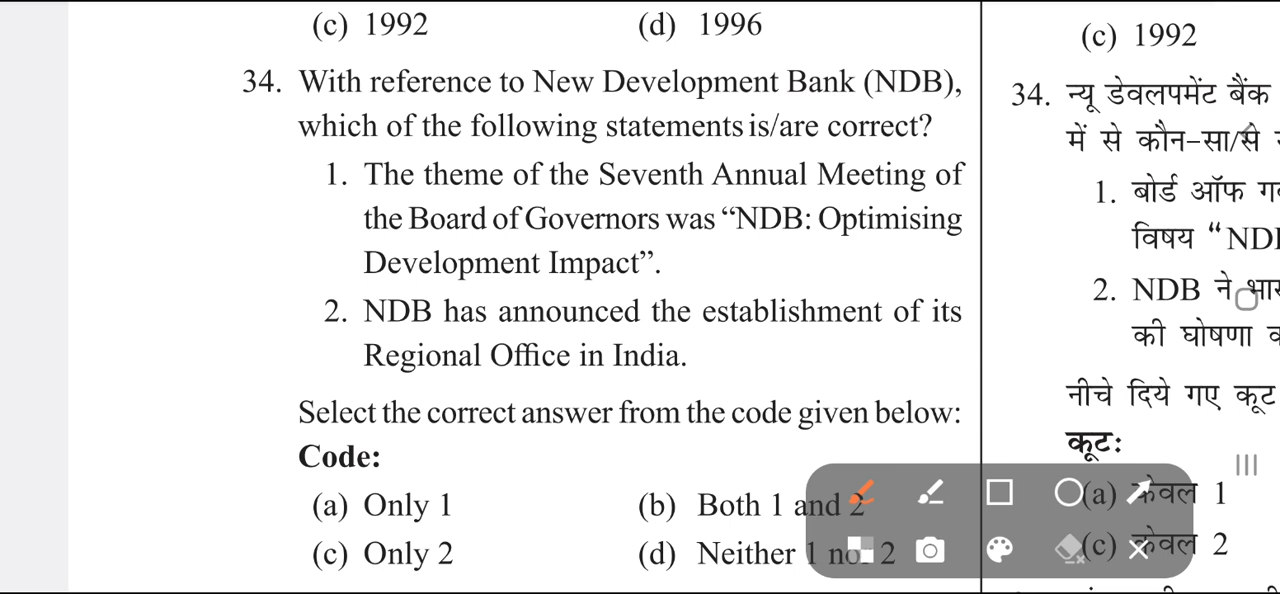 (c) 1992 (d) 1996
34. With reference to New Development Bank (NDB),
which of the following statements is/are correct?
1. The theme of the Seventh Annual Meeting of
the Board of Governors was “NDB: Optimising
Development Impact”.
2. NDB has announced the establishment of its
Regional Office in India.
Select the correct answer from the code given below:
Code:
(a) Only 1 (b) Both 1 and 2
(c) Only 2 (d) Neither 1 nor 2
(c) 1992
34. न्यू डेवलपमेंट बैंक
में से कौन-सा/से
1. बोर्ड ऑफ
विषय “NDB
2. NDB ने
की घोषणा
नीचे दिये गए कूट
कूटः
(a) केवल 1
(c) केवल 2